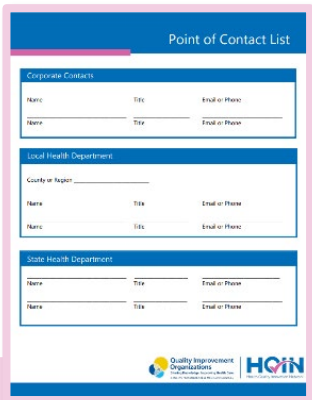 Point of Contact List
Corporate Contacts
Name Title Email or Phone
Name Title Email or Phone
Local Health Department
County or Region
Name Title Email or Phone
Name Title Email or Phone
State Health Department
Name Title Email or Phone
Name Title Email or Phone
Quality Improvement
Organizations
HQIN